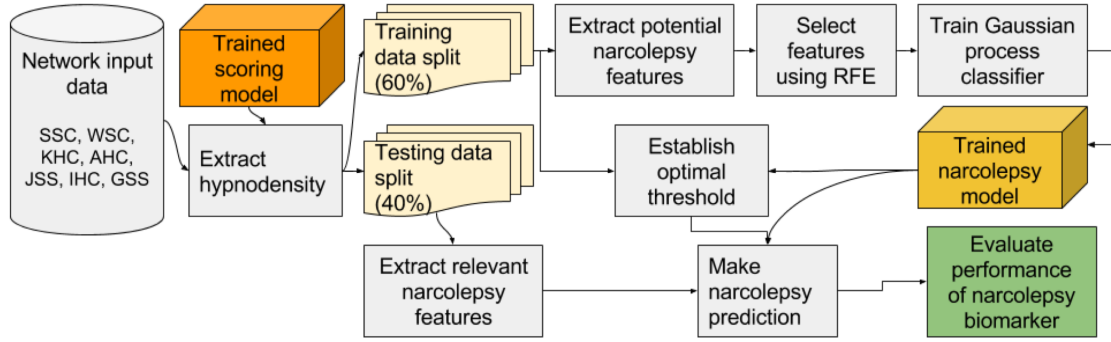 Network input
data
SSC, WSC,
KHC, AHC,
JSS, IHC, GSS
Trained
scoring
model
Extract
hypnodensity
Training
data split
(60%)
Testing data
split
(40%)
Extract potential
narcolepsy
features
Select
features
using RFE
Train Gaussian
process
classifier
Establish
optimal
threshold
Trained
narcolepsy
model
Extract relevant
narcolepsy
features
Make
narcolepsy
prediction
Evaluate
performance
of narcolepsy
biomarker